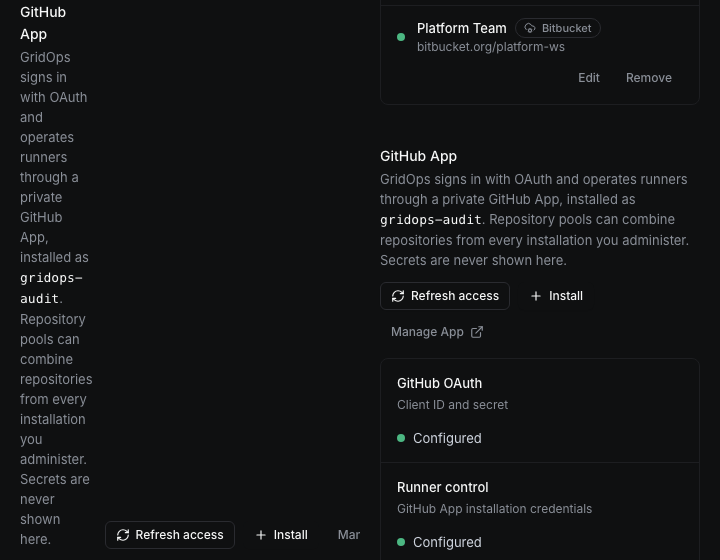 GitHub
App
GridOps
signs in
with OAuth
and
operates
runners
through a
private
GitHub
App,
installed as
gridops-
audit.
Repository
pools can
combine
repositories
from every
installation
you
administer.
Secrets are
never
shown
here.
Refresh access
Install
Mar
Platform Team
Bitbucket
bitbucket.org/platform-ws
Edit
Remove
GitHub App
GridOps signs in with OAuth and operates runners
through a private GitHub App, installed as
gridops-audit. Repository pools can combine
repositories from every installation you administer.
Secrets are never shown here.
Refresh access
Install
Manage App
GitHub OAuth
Client ID and secret
Configured
Runner control
GitHub App installation credentials
Configured